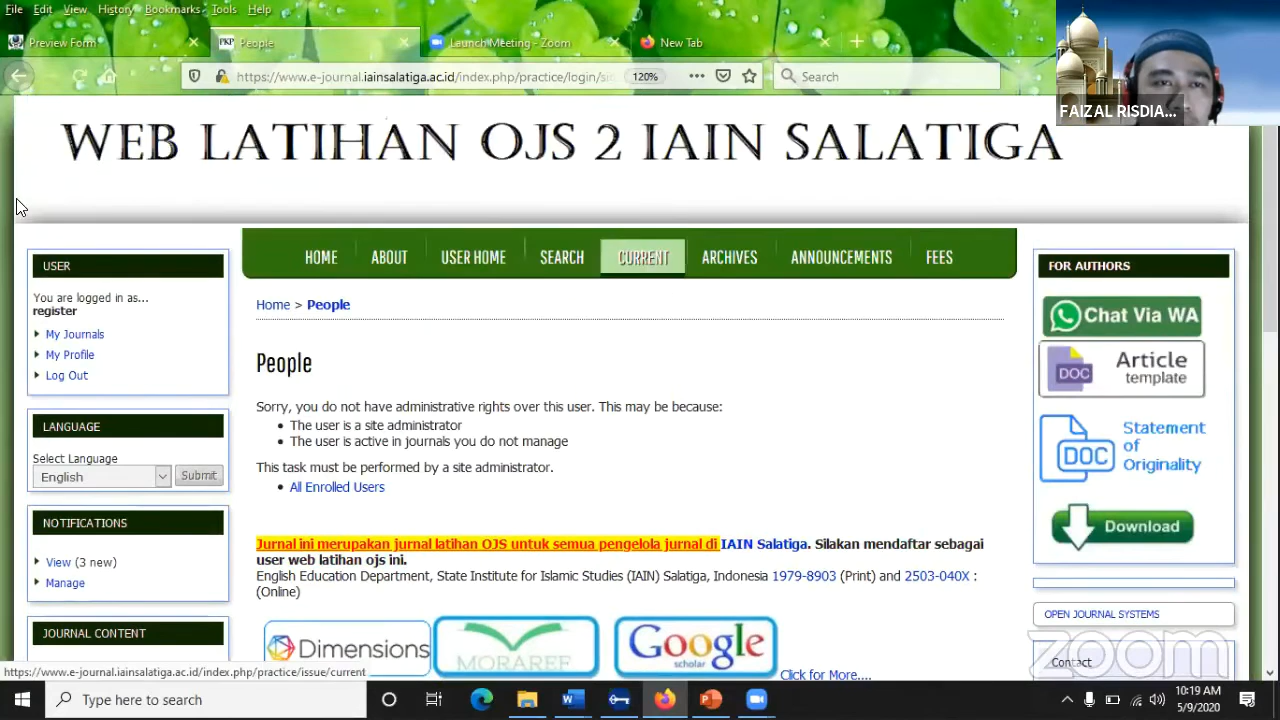 File Edit View History Bookmarks Tools Help
Preview Form
PKP People
Launch Meeting - Zoom
New Tab
https://www.e-journal.iainsalatiga.ac.id/index.php/practice/login/si
120%
Search
FAIZAL RISDIA...
WEB LATIHAN OJS 2 IAIN SALATIGA
HOME ABOUT USER HOME SEARCH CURRENT ARCHIVES ANNOUNCEMENTS FEES
USER
You are logged in as...
register
My Journals
My Profile
Log Out
LANGUAGE
Select Language
English Submit
NOTIFICATIONS
View (3 new)
Manage
JOURNAL CONTENT
Home > People
People
Sorry, you do not have administrative rights over this user. This may be because:
The user is a site administrator
The user is active in journals you do not manage
This task must be performed by a site administrator.
All Enrolled Users
Jurnal ini merupakan jurnal latihan OJS untuk semua pengelola jurnal di IAIN Salatiga. Silakan mendaftar sebagai
user web latihan ojs ini.
English Education Department, State Institute for Islamic Studies (IAIN) Salatiga, Indonesia 1979-8903 (Print) and 2503-040X :
(Online)
Dimensions
MORAREF
Google
scholar
Click for More....
FOR AUTHORS
Chat Via WA
DOC Article
template
DOC Statement
of
Originality
Download
OPEN JOURNAL SYSTEMS
Contact
zoom
https://www.e-journal.iainsalatiga.ac.id/index.php/practice/issue/current
Type here to search
10:19 AM
5/9/2020